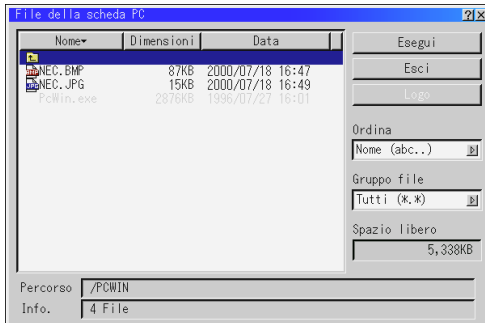 File della scheda PC ?×
Nome▾ Dimensioni Data
NEC.BMP 87KB 2000/07/18 16:47
NEC.JPG 15KB 2000/07/18 16:49
PcWin.exe 2876KB 1996/07/27 16:01
Esegui
Esci
Logo
Ordina
Nome (abc..)
Gruppo file
Tutti (*.*)
Spazio libero
5,338KB
Percorso /PCWIN
Info. 4 File